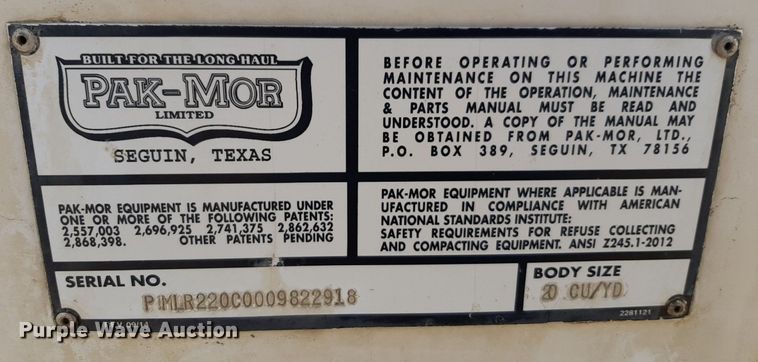 BUILT FOR THE LONG HAUL
PAK-MOR
LIMITED
SEGUIN, TEXAS
BEFORE OPERATING OR PERFORMING
MAINTENANCE ON THIS MACHINE THE
CONTENT OF THE OPERATION, MAINTENANCE
& PARTS MANUAL MUST BE READ AND
UNDERSTOOD. A COPY OF THE MANUAL MAY
BE OBTAINED FROM PAK-MOR, LTD.,
P.O. BOX 389, SEGUIN, TX 78156
PAK-MOR EQUIPMENT IS MANUFACTURED UNDER
ONE OR MORE OF THE FOLLOWING PATENTS:
2,557,003 2,696,925 2,741,375 2,862,632
2,868,398. OTHER PATENTS PENDING
PAK-MOR EQUIPMENT WHERE APPLICABLE IS MAN-
UFACTURED IN COMPLIANCE WITH AMERICAN
NATIONAL STANDARDS INSTITUTE:
SAFETY REQUIREMENTS FOR REFUSE COLLECTING
AND COMPACTING EQUIPMENT. ANSI Z245.1-2012
SERIAL NO.
PMLR220C0009822918
BODY SIZE
20 CU/YD
2281121
Purple Wave Auction
Purple Wave Auction